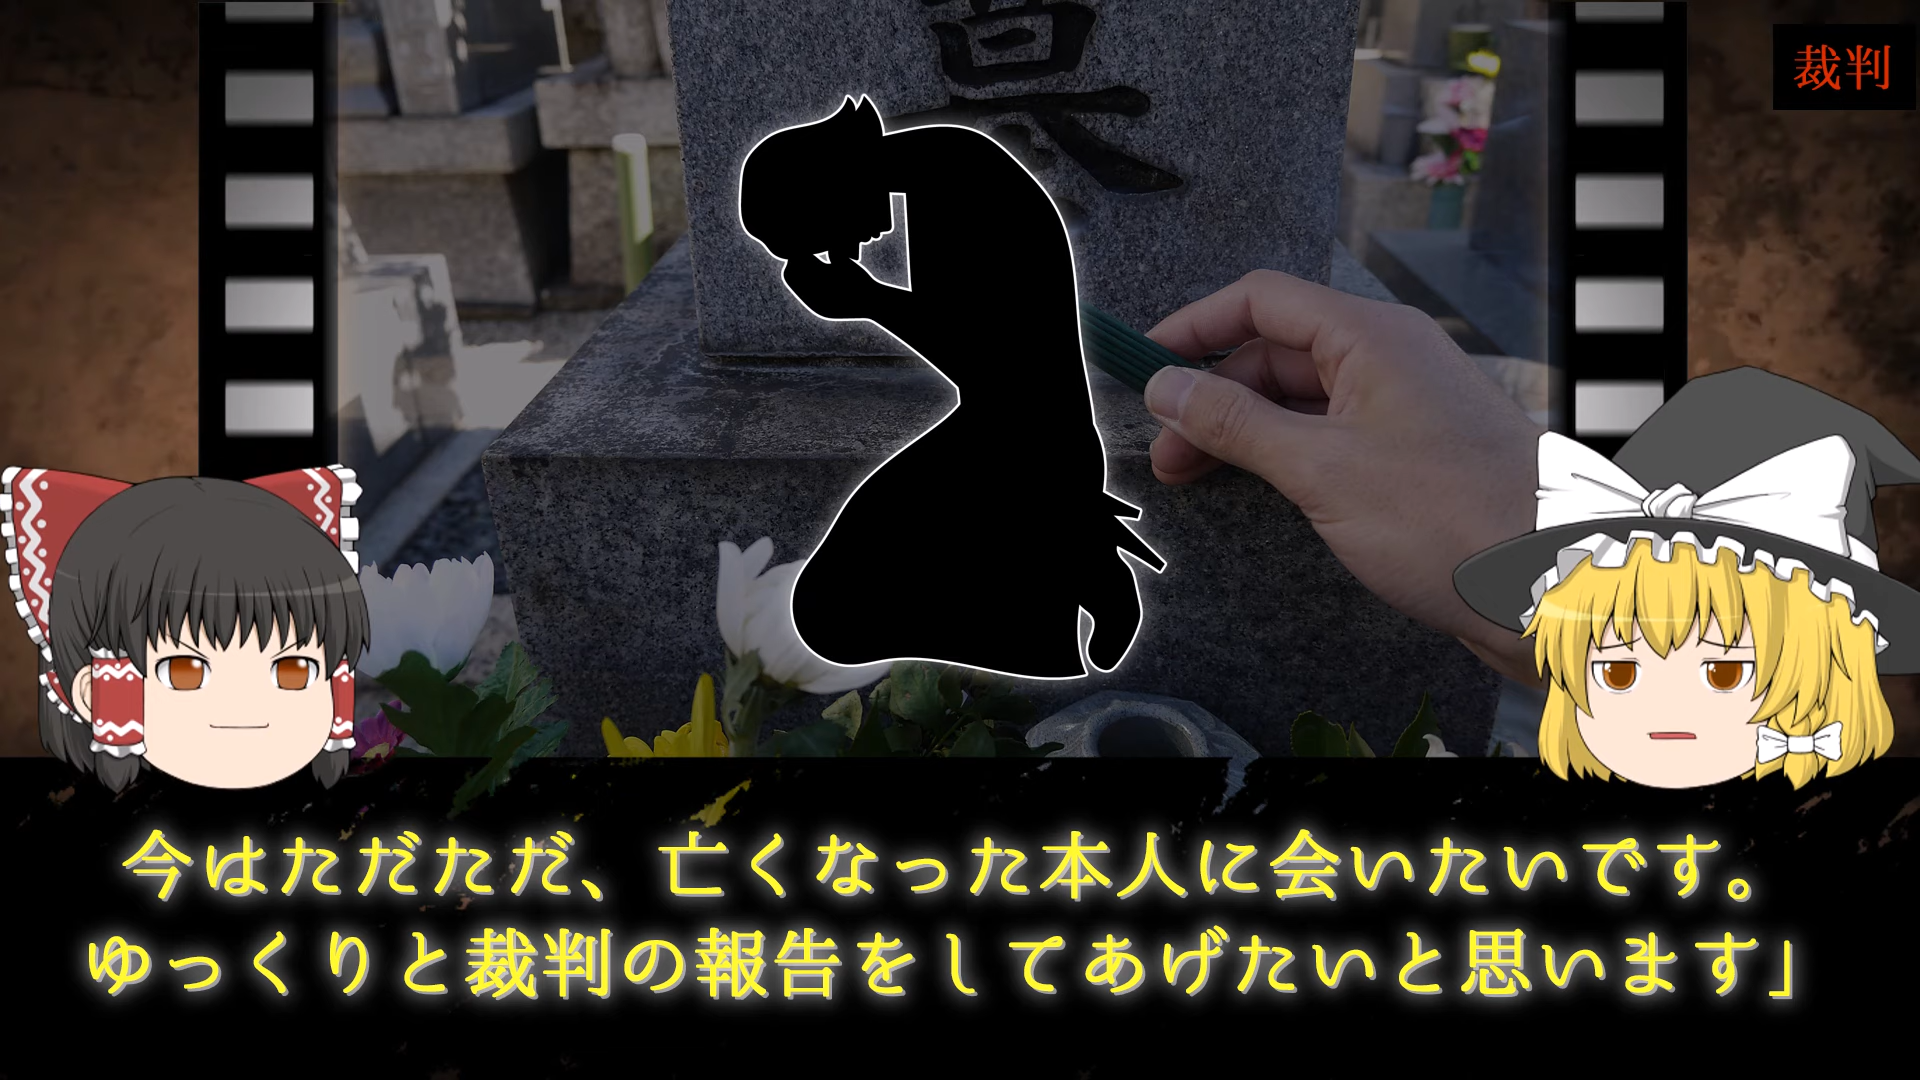 裁判
墓
今はただただ、亡くなった本人に会いたいです。
ゆっくりと裁判の報告をしてあげたいと思います」